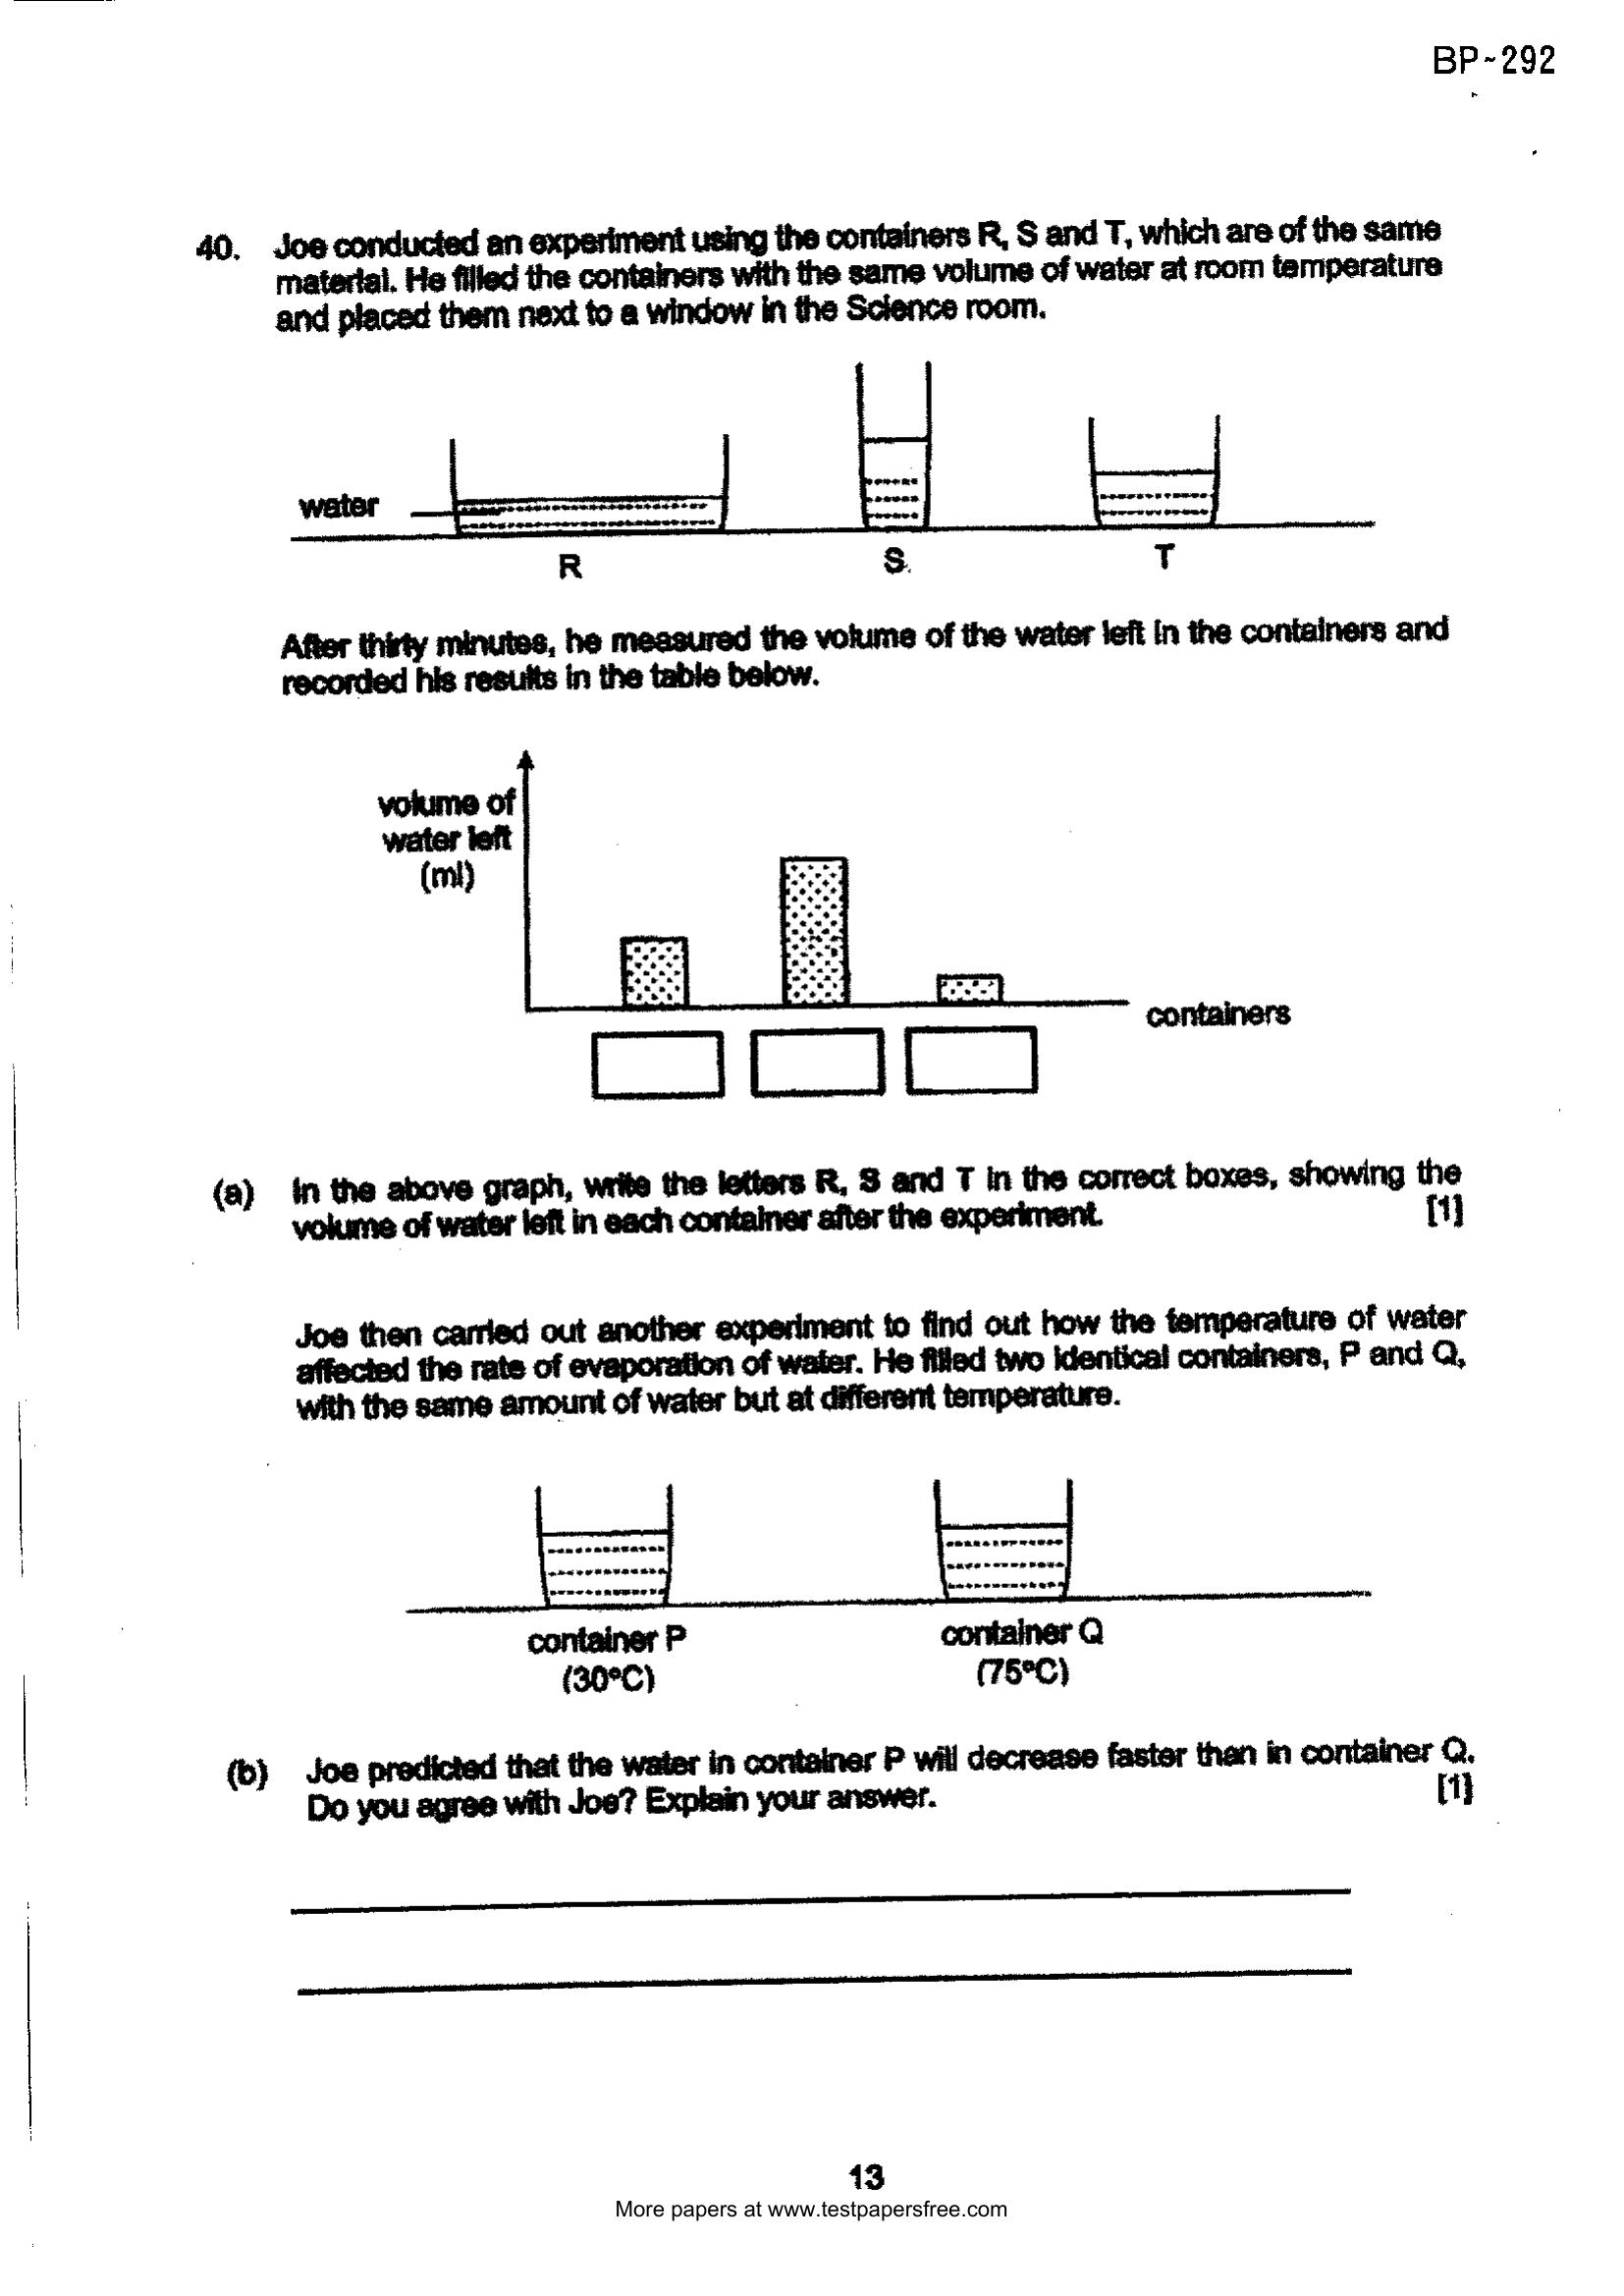 BP-292
40. Joe conducted an experiment using the containers R, S and T, which are of the same
material. He filled the containers with the same volume of water at room temperature
and placed them next to a window in the Science room.
water
R
S
T
After thirty minutes, he measured the volume of the water left in the containers and
recorded his results in the table below.
volume of
water left
(ml)
containers
(a) In the above graph, write the letters R, S and T in the correct boxes, showing the
volume of water left in each container after the experiment. [1]
Joe then carried out another experiment to find out how the temperature of water
affected the rate of evaporation of water. He filled two identical containers, P and Q,
with the same amount of water but at different temperature.
container P
(30°C)
container Q
(75°C)
(b) Joe predicted that the water in container P will decrease faster than in container Q.
Do you agree with Joe? Explain your answer. [1]
13
More papers at www.testpapersfree.com